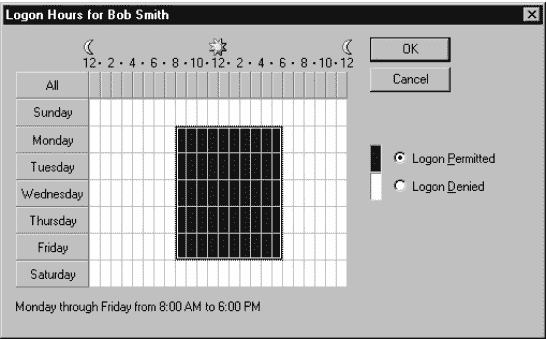 Logon Hours for Bob Smith
12 · 2 · 4 · 6 · 8 · 10 · 12 · 2 · 4 · 6 · 8 · 10 · 12
OK
Cancel
All
Sunday
Monday
Tuesday
Wednesday
Thursday
Friday
Saturday
Logon Permitted
Logon Denied
Monday through Friday from 8:00 AM to 6:00 PM